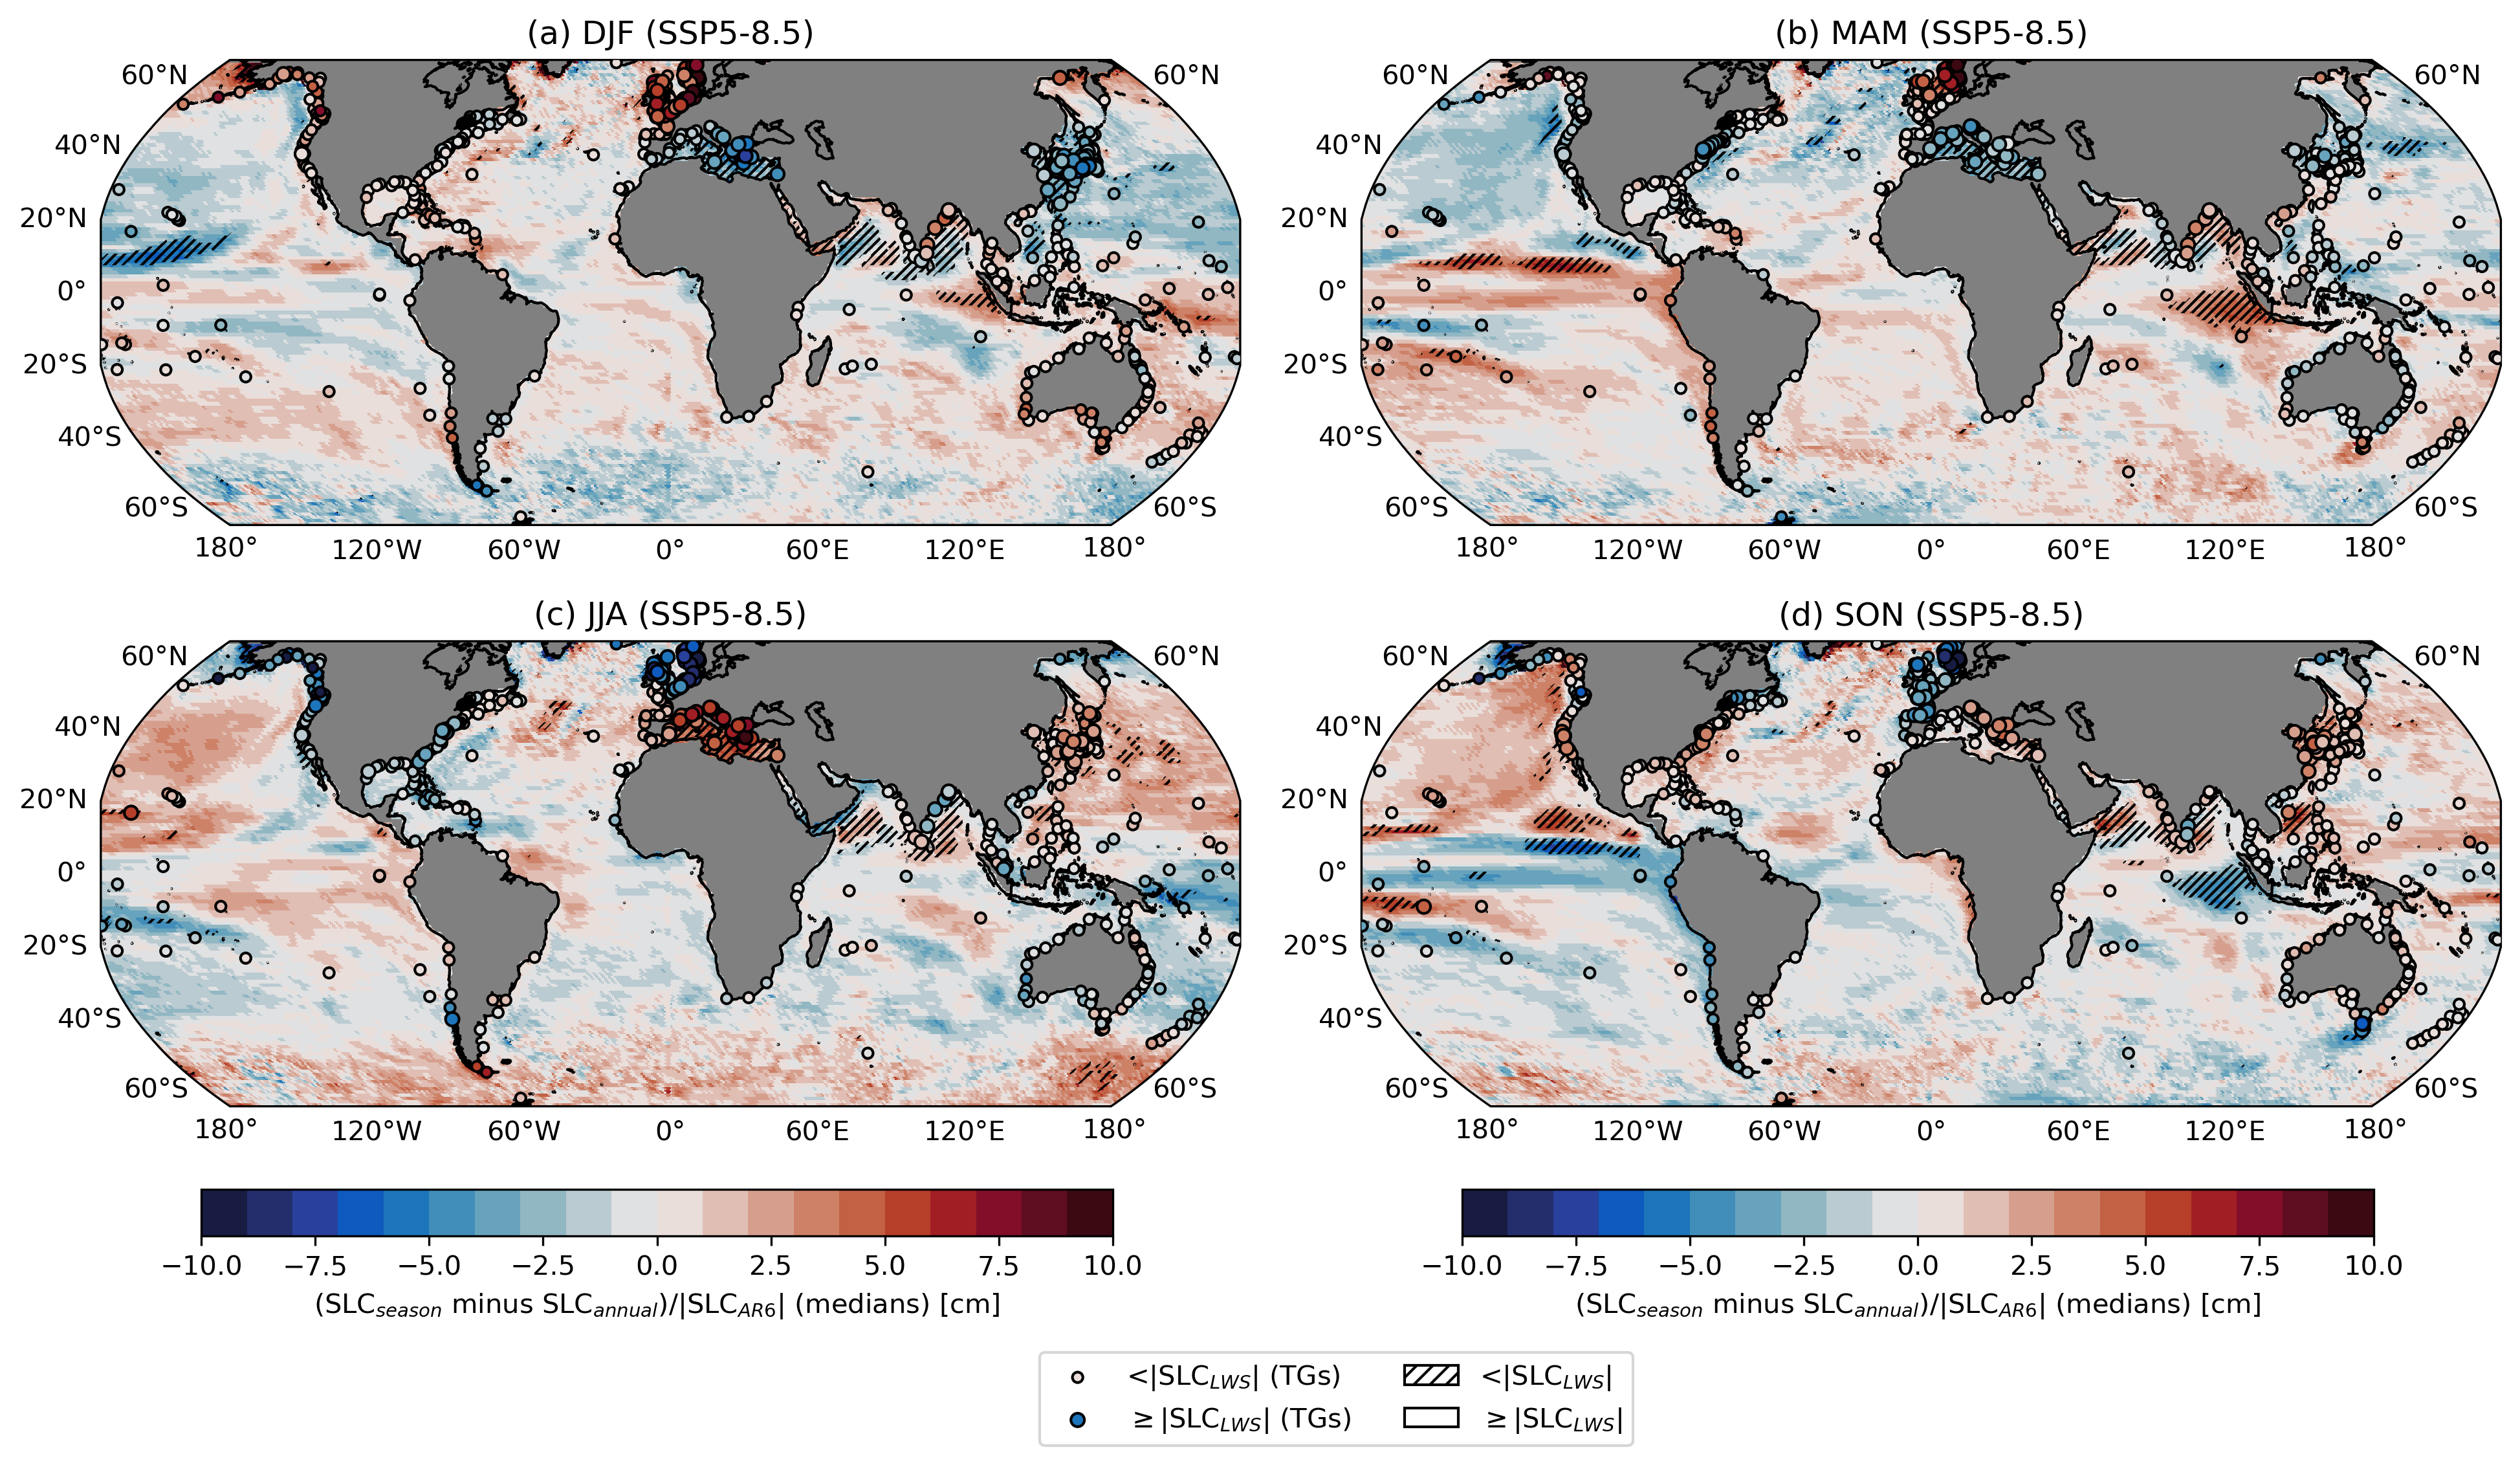 (a) DJF (SSP5-8.5)
60°N 60°N
40°N
20°N
0°
20°S
40°S
60°S 60°S
180° 120°W 60°W 0° 60°E 120°E 180°
(b) MAM (SSP5-8.5)
60°N 60°N
40°N
20°N
0°
20°S
40°S
60°S 60°S
180° 120°W 60°W 0° 60°E 120°E 180°
(c) JJA (SSP5-8.5)
60°N 60°N
40°N
20°N
0°
20°S
40°S
60°S 60°S
180° 120°W 60°W 0° 60°E 120°E 180°
(d) SON (SSP5-8.5)
60°N 60°N
40°N
20°N
0°
20°S
40°S
60°S 60°S
180° 120°W 60°W 0° 60°E 120°E 180°
−10.0 −7.5 −5.0 −2.5 0.0 2.5 5.0 7.5 10.0
(SLCseason minus SLCannual)/|SLCAR6| (medians) [cm]
−10.0 −7.5 −5.0 −2.5 0.0 2.5 5.0 7.5 10.0
(SLCseason minus SLCannual)/|SLCAR6| (medians) [cm]
<|SLCLWS| (TGs)
≥|SLCLWS| (TGs)
<|SLCLWS|
≥|SLCLWS|